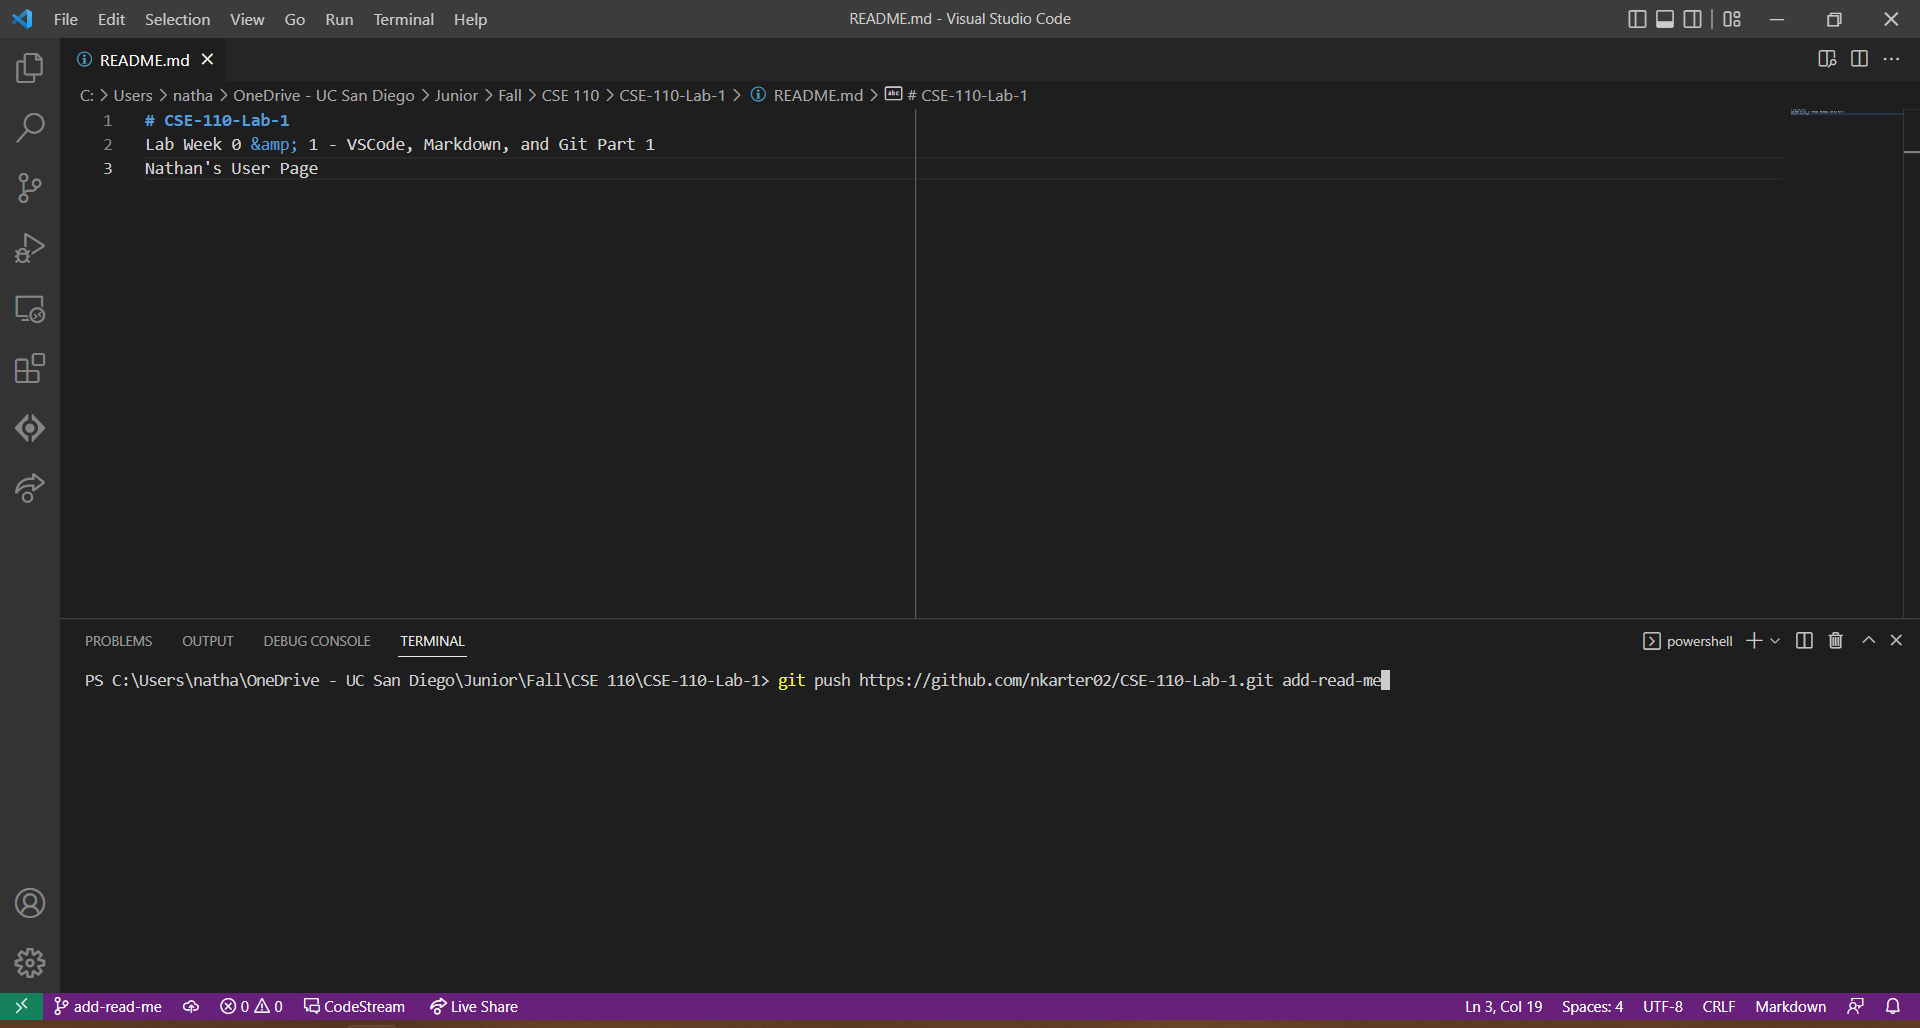 File Edit Selection View Go Run Terminal Help
README.md - Visual Studio Code
README.md
C: > Users > natha > OneDrive - UC San Diego > Junior > Fall > CSE 110 > CSE-110-Lab-1 > README.md > # CSE-110-Lab-1
1 # CSE-110-Lab-1
2 Lab Week 0 &amp; 1 - VSCode, Markdown, and Git Part 1
3 Nathan's User Page
PROBLEMS OUTPUT DEBUG CONSOLE TERMINAL
powershell
PS C:\Users\natha\OneDrive - UC San Diego\Junior\Fall\CSE 110\CSE-110-Lab-1> git push https://github.com/nkarter02/CSE-110-Lab-1.git add-read-me
add-read-me 0 0 CodeStream Live Share
Ln 3, Col 19 Spaces: 4 UTF-8 CRLF Markdown